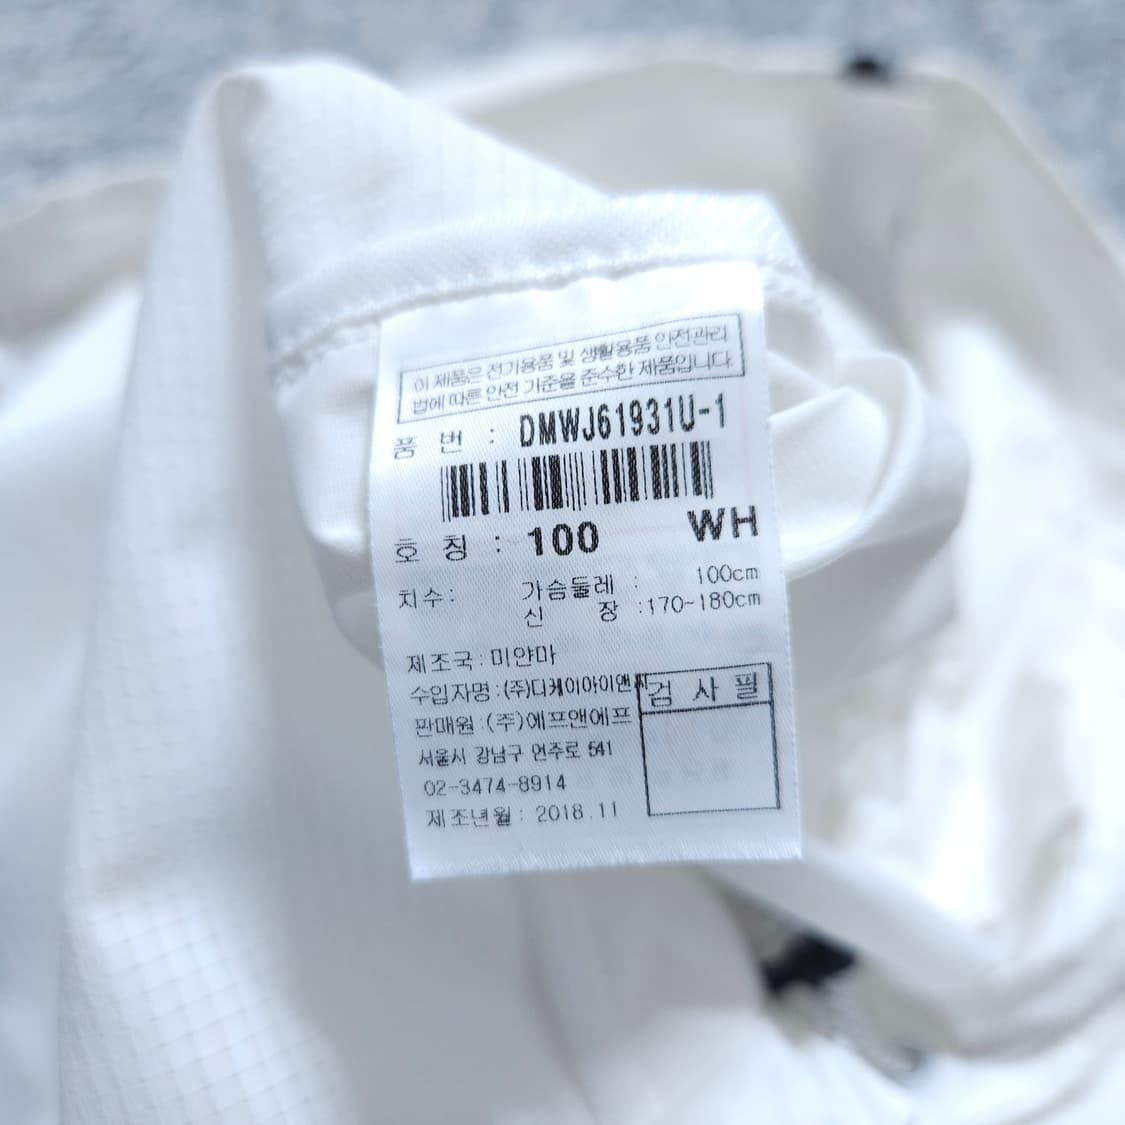 이 제품은 전기용품 및 생활용품 안전관리
법에 따른 안전 기준을 준수한 제품입니다.
품 번 : DMWJ61931U-1
호 칭 : 100 WH
치수: 가슴둘레 : 100cm
신 장 :170~180cm
제조국:미얀마
수입자명:(주)디케이아이앤씨
검 사 필
판매원:(주)에프앤에프
서울시 강남구 언주로 541
02-3474-8914
제조년월: 2018.11